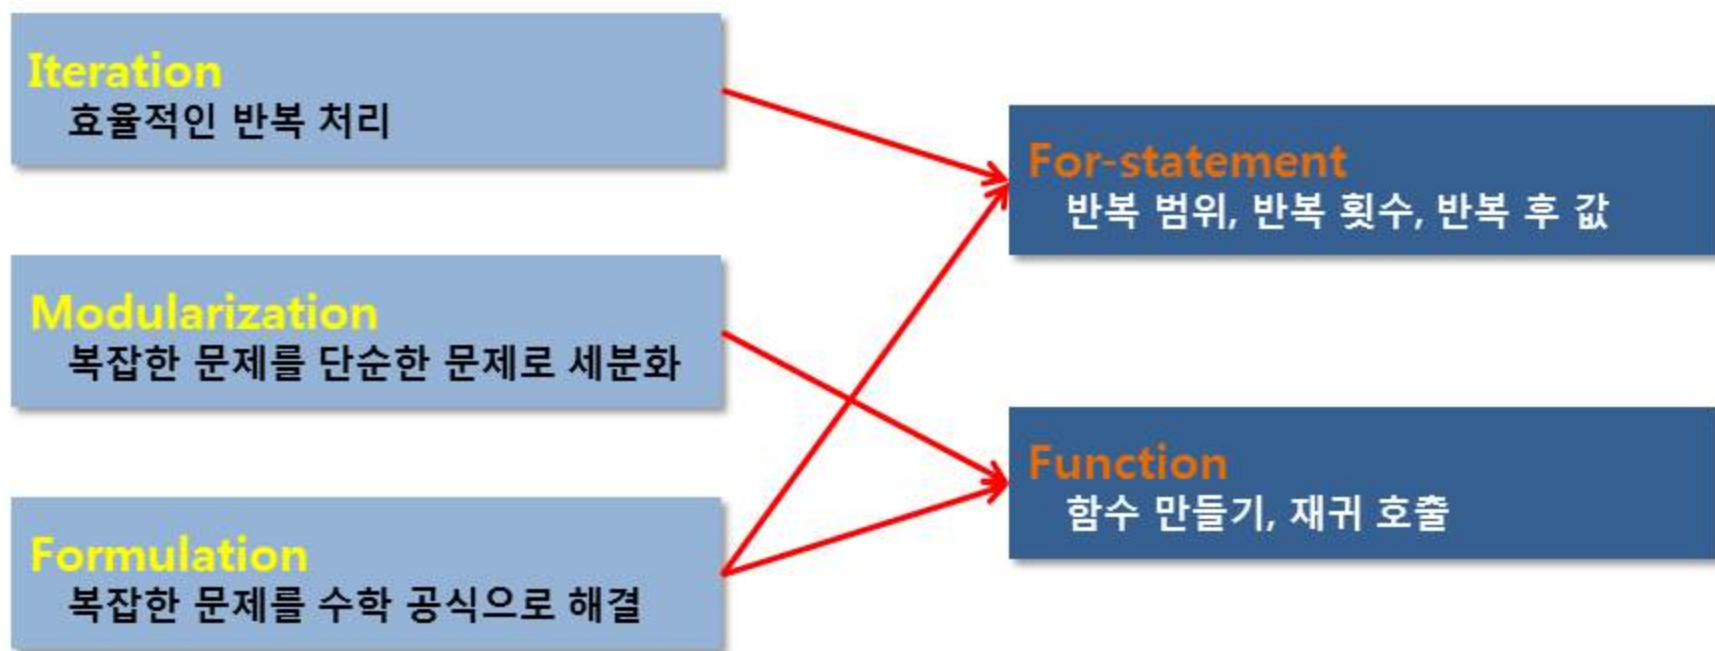 Iteration
효율적인 반복 처리
Modularization
복잡한 문제를 단순한 문제로 세분화
Formulation
복잡한 문제를 수학 공식으로 해결
For-statement
반복 범위, 반복 횟수, 반복 후 값
Function
함수 만들기, 재귀 호출